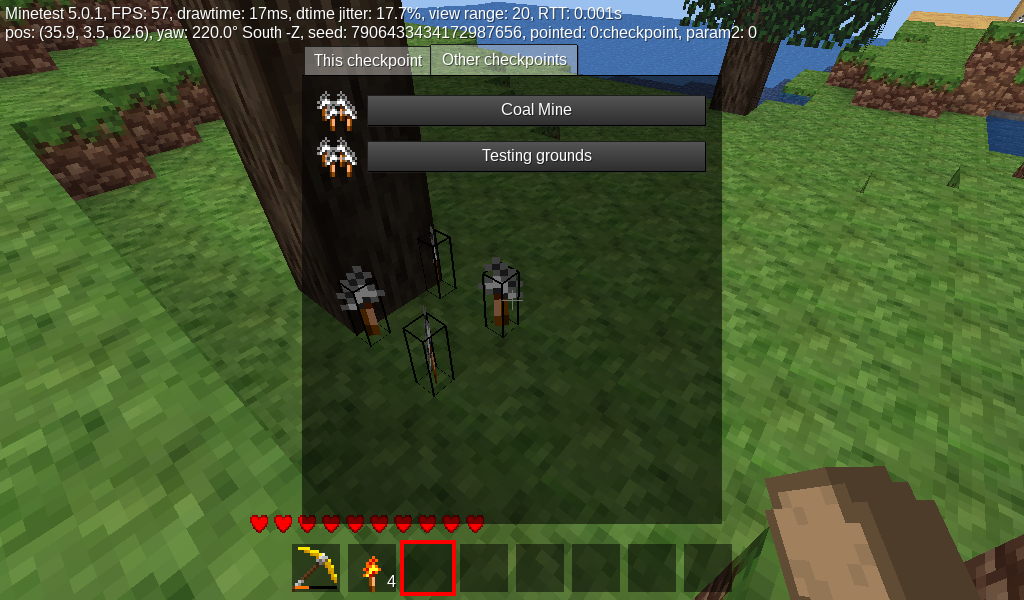 Minetest 5.0.1, FPS: 57, drawtime: 17ms, dtime jitter: 17.7%, view range: 20, RTT: 0.001s
pos: (35.9, 3.5, 62.6), yaw: 220.0° South -Z, seed: 7906433434172987656, pointed: 0:checkpoint, param2: 0
This checkpoint
Other checkpoints
Coal Mine
Testing grounds
4